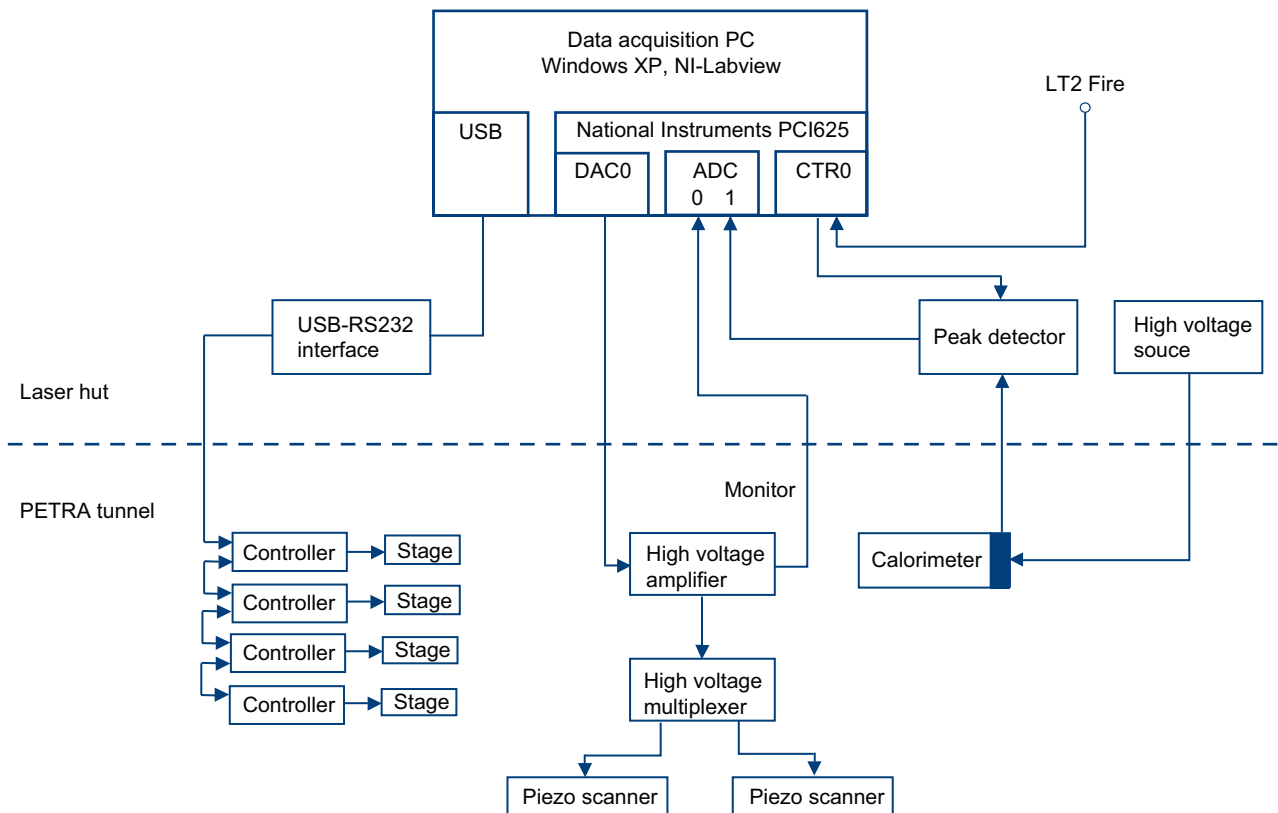 Data acquisition PC
Windows XP, NI-Labview
LT2 Fire
USB
National Instruments PCI625
DAC0
ADC
0 1
CTR0
USB-RS232
interface
Peak detector
High voltage
souce
Laser hut
PETRA tunnel
Monitor
Controller
Stage
Controller
Stage
Controller
Stage
Controller
Stage
High voltage
amplifier
Calorimeter
High voltage
multiplexer
Piezo scanner
Piezo scanner